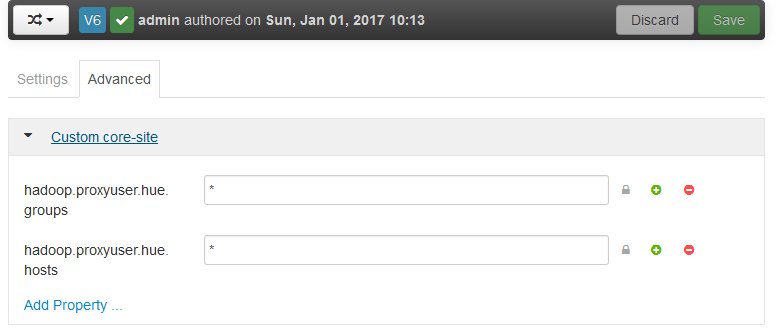 V6 admin authored on Sun, Jan 01, 2017 10:13 Discard Save
Settings Advanced
Custom core-site
hadoop.proxyuser.hue. *
groups
hadoop.proxyuser.hue. *
hosts
Add Property ...